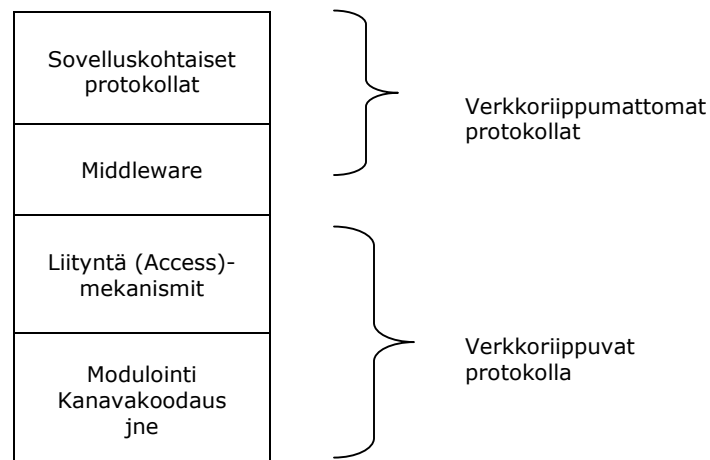 Sovelluskohtaiset
protokollat
Middleware
Liityntä (Access)-
mekanismit
Modulointi
Kanavakoodaus
jne
Verkkoriippumattomat
protokollat
Verkkoriippuvat
protokolla